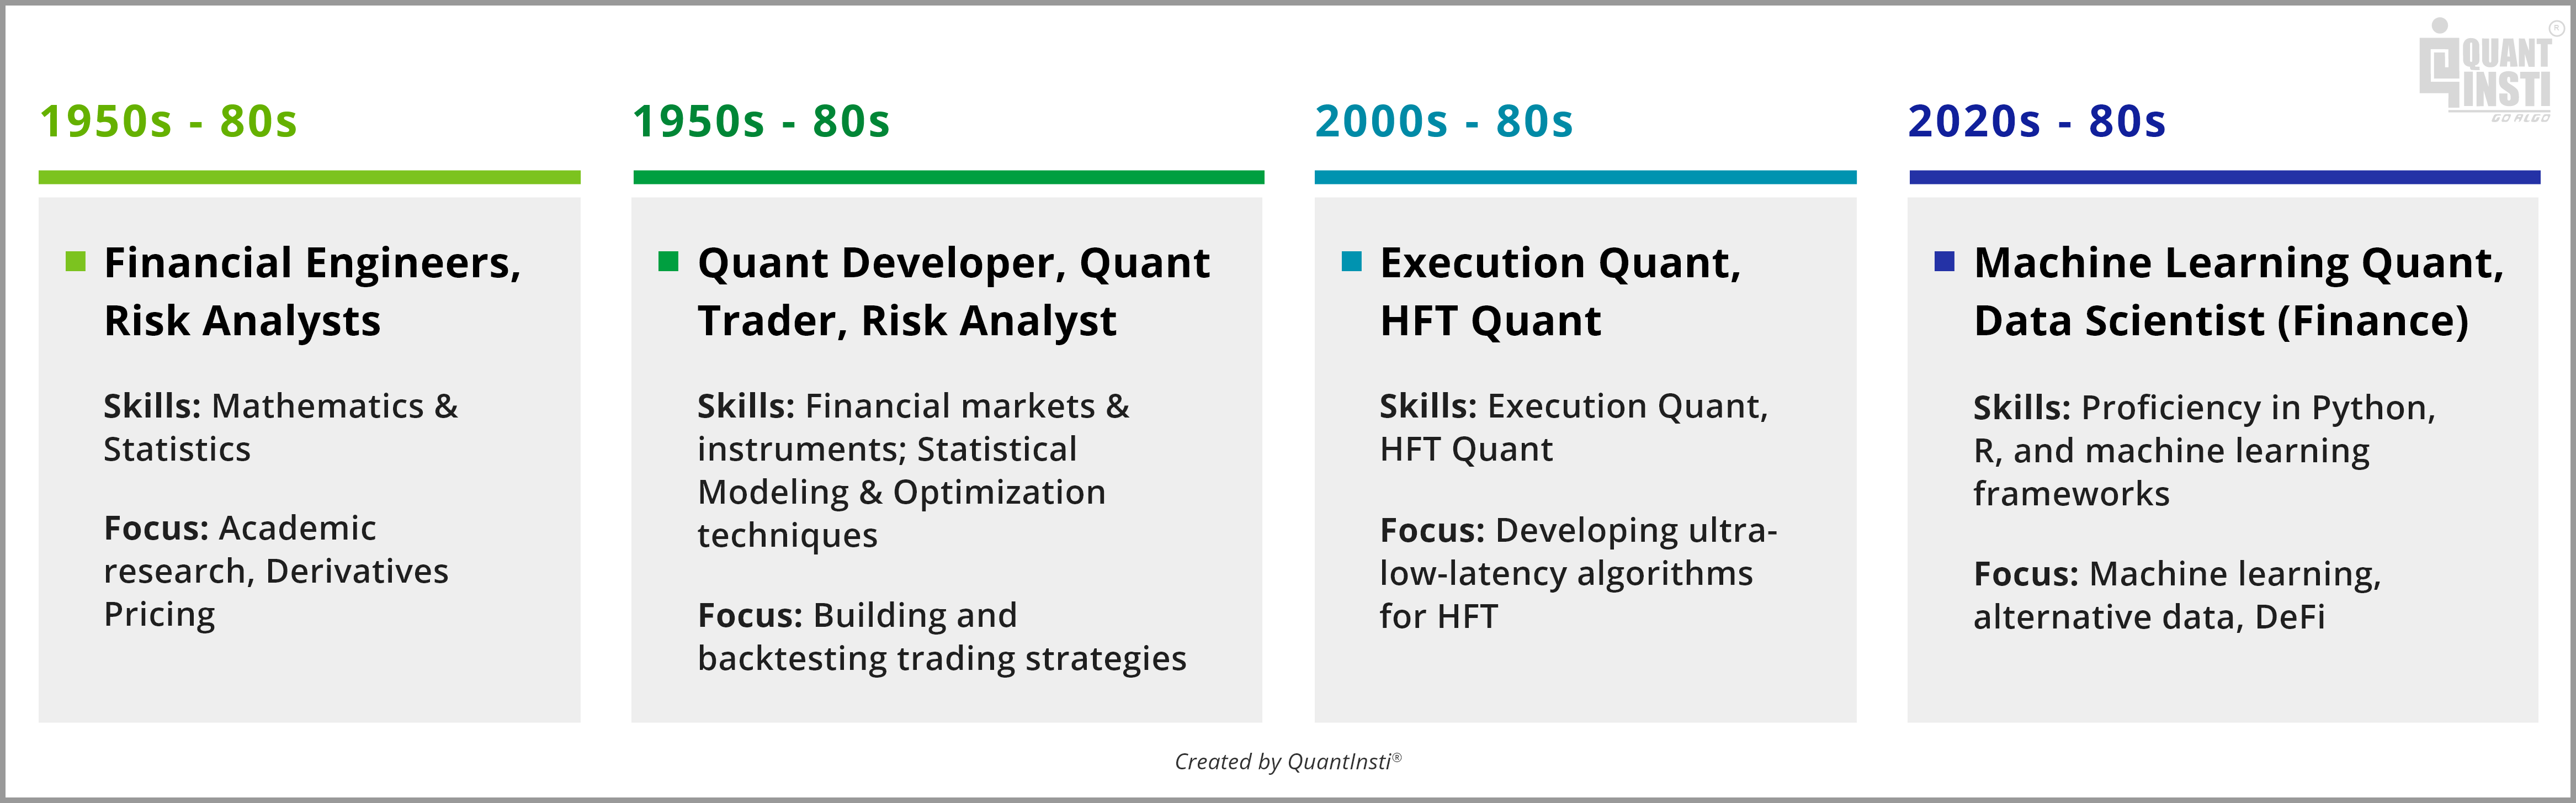 QUANT
INSTI
GO ALGO
®
1950s - 80s
Financial Engineers,
Risk Analysts
Skills: Mathematics &
Statistics
Focus: Academic
research, Derivatives
Pricing
1950s - 80s
Quant Developer, Quant
Trader, Risk Analyst
Skills: Financial markets &
instruments; Statistical
Modeling & Optimization
techniques
Focus: Building and
backtesting trading strategies
2000s - 80s
Execution Quant,
HFT Quant
Skills: Execution Quant,
HFT Quant
Focus: Developing ultra-
low-latency algorithms
for HFT
2020s - 80s
Machine Learning Quant,
Data Scientist (Finance)
Skills: Proficiency in Python,
R, and machine learning
frameworks
Focus: Machine learning,
alternative data, DeFi
Created by QuantInsti®